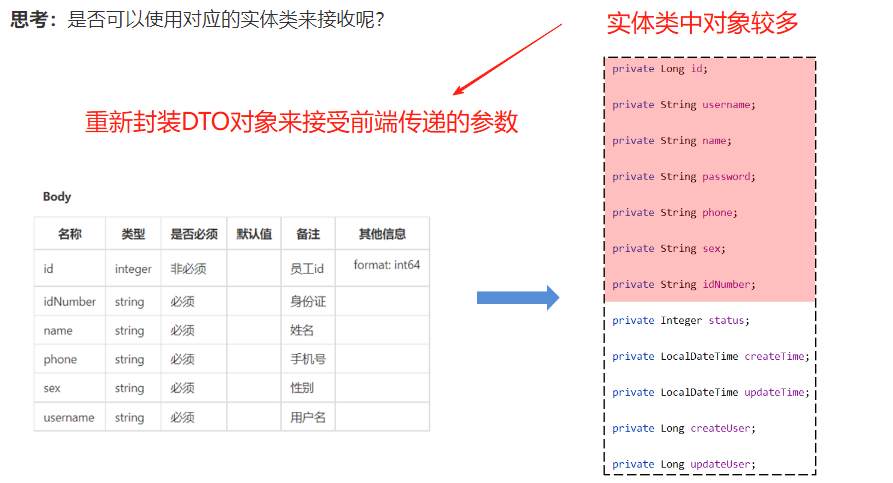 思考：是否可以使用对应的实体类来接收呢？
实体类中对象较多
重新封装DTO对象来接受前端传递的参数
Body
名称 类型 是否必须 默认值 备注 其他信息
id integer 非必须 员工id format: int64
idNumber string 必须 身份证
name string 必须 姓名
phone string 必须 手机号
sex string 必须 性别
username string 必须 用户名
private Long id;
private String username;
private String name;
private String password;
private String phone;
private String sex;
private String idNumber;
private Integer status;
private LocalDateTime createTime;
private LocalDateTime updateTime;
private Long createUser;
private Long updateUser;